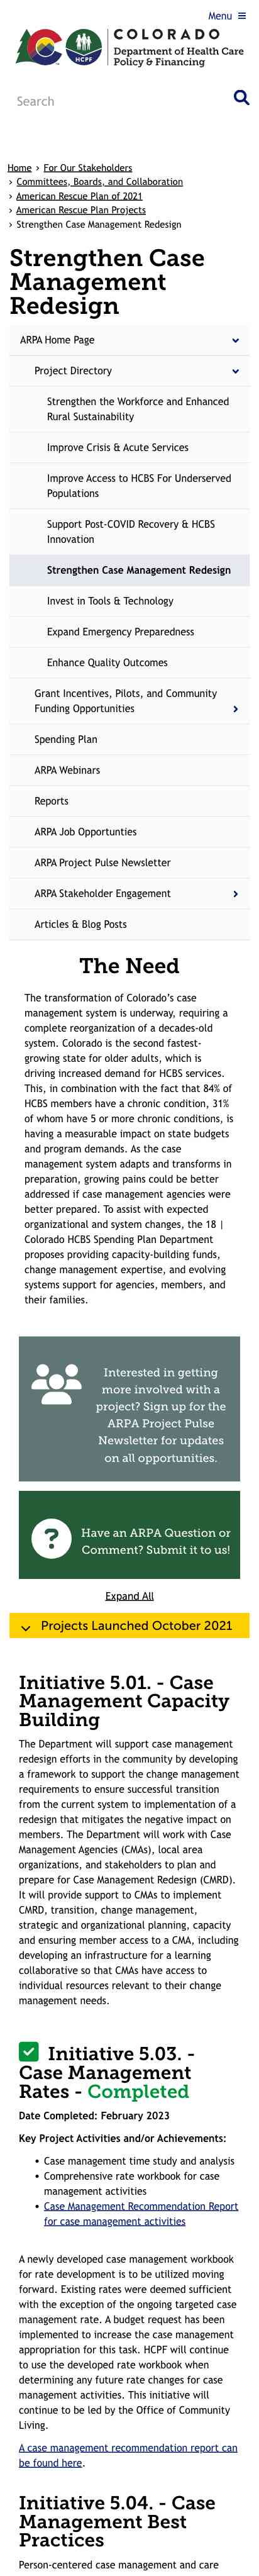 Menu ≡
COLORADO
Department of Health Care
Policy & Financing
HCPF
TM
Search
Home › For Our Stakeholders
› Committees, Boards, and Collaboration
› American Rescue Plan of 2021
› American Rescue Plan Projects
› Strengthen Case Management Redesign
Strengthen Case
Management
Redesign
ARPA Home Page
Project Directory
Strengthen the Workforce and Enhanced
Rural Sustainability
Improve Crisis & Acute Services
Improve Access to HCBS For Underserved
Populations
Support Post-COVID Recovery & HCBS
Innovation
Strengthen Case Management Redesign
Invest in Tools & Technology
Expand Emergency Preparedness
Enhance Quality Outcomes
Grant Incentives, Pilots, and Community
Funding Opportunities
Spending Plan
ARPA Webinars
Reports
ARPA Job Opportunties
ARPA Project Pulse Newsletter
ARPA Stakeholder Engagement
Articles & Blog Posts
The Need
The transformation of Colorado's case
management system is underway, requiring a
complete reorganization of a decades-old
system. Colorado is the second fastest-
growing state for older adults, which is
driving increased demand for HCBS services.
This, in combination with the fact that 84% of
HCBS members have a chronic condition, 31%
of whom have 5 or more chronic conditions, is
having a measurable impact on state budgets
and program demands. As the case
management system adapts and transforms in
preparation, growing pains could be better
addressed if case management agencies were
better prepared. To assist with expected
organizational and system changes, the 18 |
Colorado HCBS Spending Plan Department
proposes providing capacity-building funds,
change management expertise, and evolving
systems support for agencies, members, and
their families.
Interested in getting
more involved with a
project? Sign up for the
ARPA Project Pulse
Newsletter for updates
on all opportunities.
Have an ARPA Question or
Comment? Submit it to us!
Expand All
Projects Launched October 2021
Initiative 5.01. - Case
Management Capacity
Building
The Department will support case management
redesign efforts in the community by developing
a framework to support the change management
requirements to ensure successful transition
from the current system to implementation of a
redesign that mitigates the negative impact on
members. The Department will work with Case
Management Agencies (CMAs), local area
organizations, and stakeholders to plan and
prepare for Case Management Redesign (CMRD).
It will provide support to CMAs to implement
CMRD, transition, change management,
strategic and organizational planning, capacity
and ensuring member access to a CMA, including
developing an infrastructure for a learning
collaborative so that CMAs have access to
individual resources relevant to their change
management needs.
Initiative 5.03. -
Case Management
Rates - Completed
Date Completed: February 2023
Key Project Activities and/or Achievements:
• Case management time study and analysis
• Comprehensive rate workbook for case
management activities
• Case Management Recommendation Report
for case management activities
A newly developed case management workbook
for rate development is to be utilized moving
forward. Existing rates were deemed sufficient
with the exception of the ongoing targeted case
management rate. A budget request has been
implemented to increase the case management
appropriation for this task. HCPF will continue
to use the developed rate workbook when
determining any future rate changes for case
management activities. This initiative will
continue to be led by the Office of Community
Living.
A case management recommendation report can
be found here.
Initiative 5.04. - Case
Management Best
Practices
Person-centered case management and care